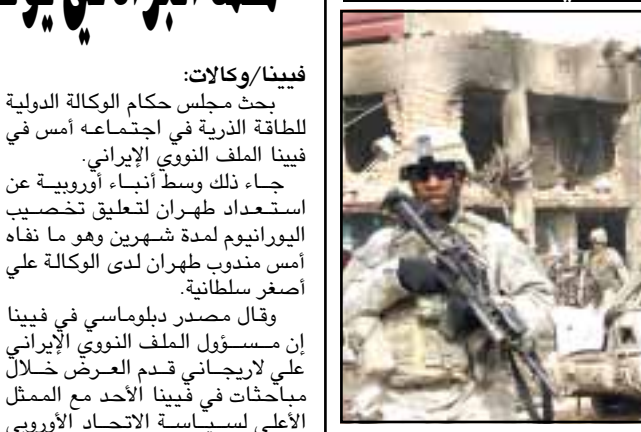 فيينا/وكالات:
بحث مجلس حكام الوكالة الدولية
للطاقة الذرية في اجتماعه أمس في
فيينا الملف النووي الإيراني.
جاء ذلك وسط أنباء أوروبية عن
استعداد طهران لتعليق تخصيب
اليورانيوم لمدة شهرين وهو ما نفاه
أمس مندوب طهران لدى الوكالة علي
أصغر سلطانية.
وقال مصدر دبلوماسي في فيينا
إن مسؤول الملف النووي الإيراني
علي لاريجاني قدم العرض خلال
مباحثات في فيينا الأحد مع الممثل
الأعلى لسياسة الاتحاد الأوروبي